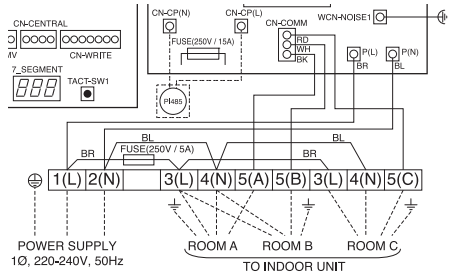 CN-CENTRAL
CN-CP(N)
CN-CP(L)
CN-COMM
WCN-NOISE1
CN-WRITE
FUSE(250V / 15A)
RD
WH
BK
P(L)
P(N)
BR
BL
7_SEGMENT
TACT-SW1
PI485
BL
BL
BR
FUSE(250V / 5A)
BR
1(L) 2(N) 3(L) 4(N) 5(A) 5(B) 3(L) 4(N) 5(C)
POWER SUPPLY
1Ø, 220-240V, 50Hz
ROOM A
ROOM B
ROOM C
TO INDOOR UNIT